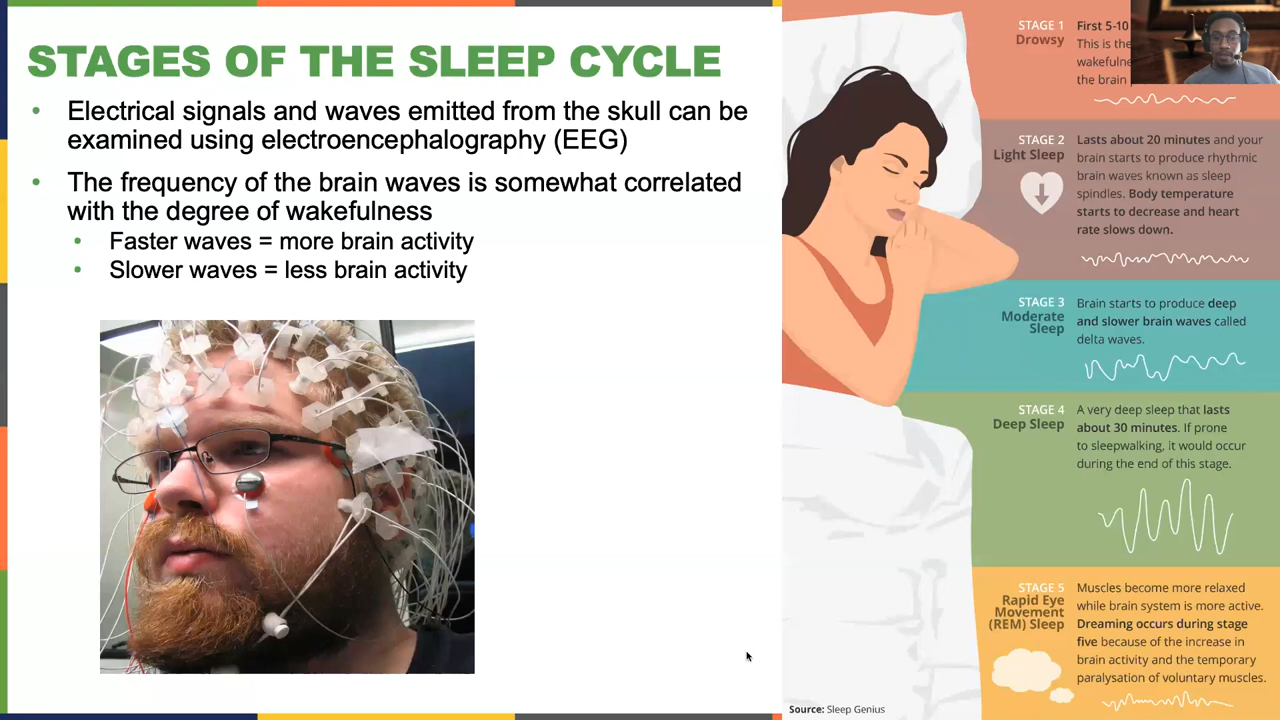 STAGES OF THE SLEEP CYCLE
• Electrical signals and waves emitted from the skull can be
examined using electroencephalography (EEG)
• The frequency of the brain waves is somewhat correlated
with the degree of wakefulness
• Faster waves = more brain activity
• Slower waves = less brain activity
STAGE 1
Drowsy
First 5-10
This is the
wakefulne
the brain
STAGE 2
Light Sleep
Lasts about 20 minutes and your
brain starts to produce rhythmic
brain waves known as sleep
spindles. Body temperature
starts to decrease and heart
rate slows down.
STAGE 3
Moderate
Sleep
Brain starts to produce deep
and slower brain waves called
delta waves.
STAGE 4
Deep Sleep
A very deep sleep that lasts
about 30 minutes. If prone
to sleepwalking, it would occur
during the end of this stage.
STAGE 5
Rapid Eye
Movement
(REM) Sleep
Muscles become more relaxed
while brain system is more active.
Dreaming occurs during stage
five because of the increase in
brain activity and the temporary
paralysation of voluntary muscles.
Source: Sleep Genius